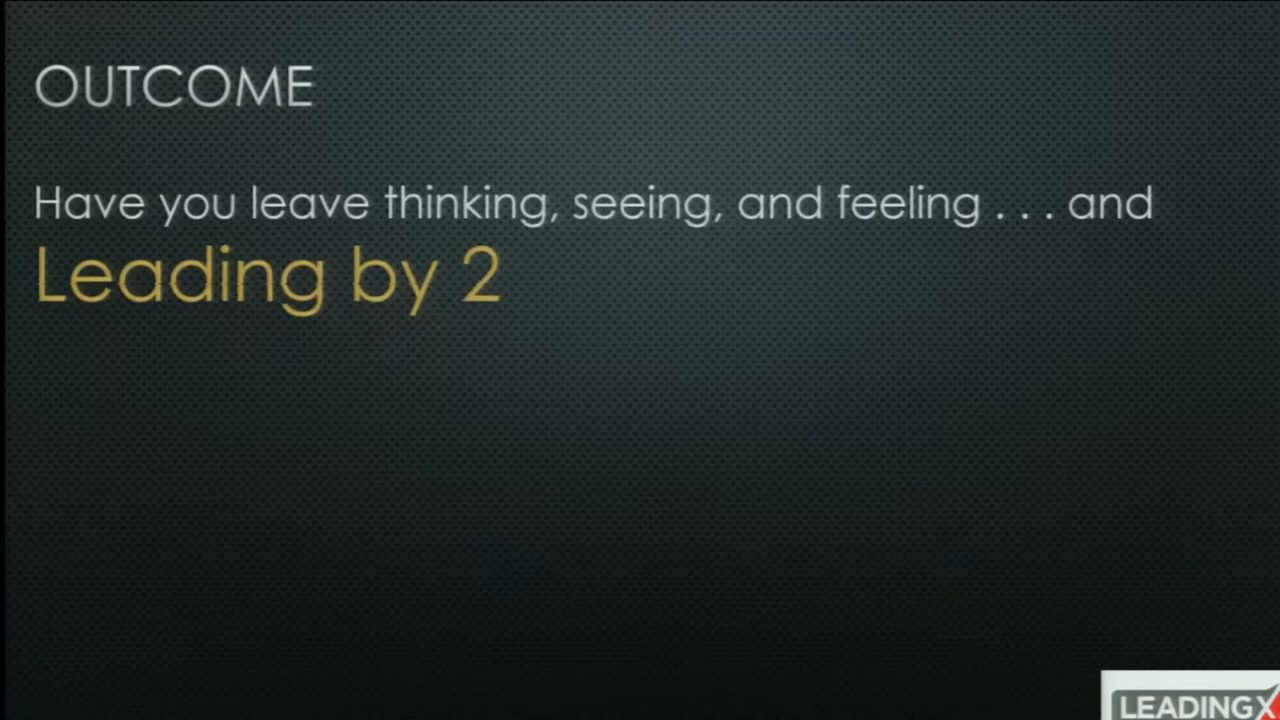 OUTCOME
Have you leave thinking, seeing, and feeling . . . and
Leading by 2
LEADINGX